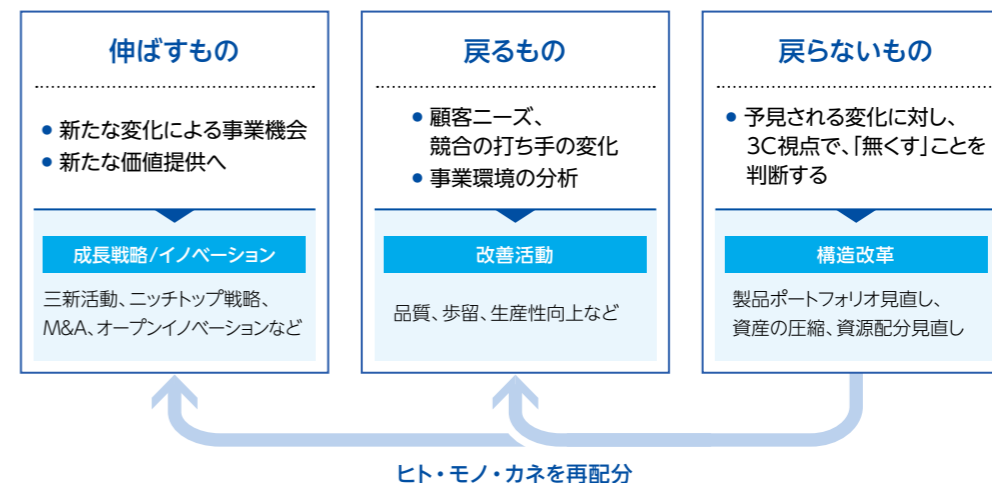 伸ばすもの
● 新たな変化による事業機会
● 新たな価値提供へ
成長戦略/イノベーション
三新活動、ニッチトップ戦略、
M&A、オープンイノベーションなど
戻るもの
● 顧客ニーズ、
競合の打ち手の変化
● 事業環境の分析
改善活動
品質、歩留、生産性向上など
戻らないもの
● 予見される変化に対し、
3C視点で、「無くす」ことを
判断する
構造改革
製品ポートフォリオ見直し、
資産の圧縮、資源配分見直し
ヒト・モノ・カネを再配分